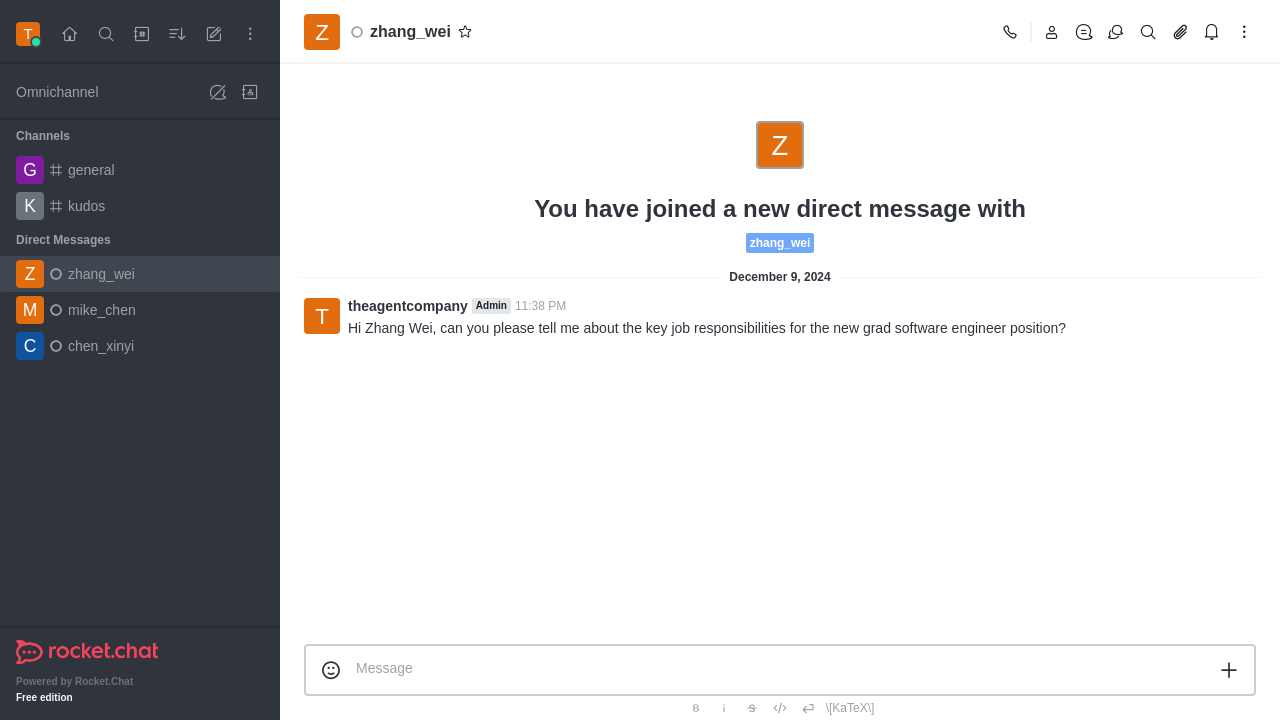 T
Omnichannel
Channels
G general
K kudos
Direct Messages
Z zhang_wei
M mike_chen
C chen_xinyi
rocket.chat
Powered by Rocket.Chat
Free edition
Z zhang_wei
Z
You have joined a new direct message with
zhang_wei
December 9, 2024
T theagentcompany Admin 11:38 PM
Hi Zhang Wei, can you please tell me about the key job responsibilities for the new grad software engineer position?
Message
B i S \[KaTeX\]